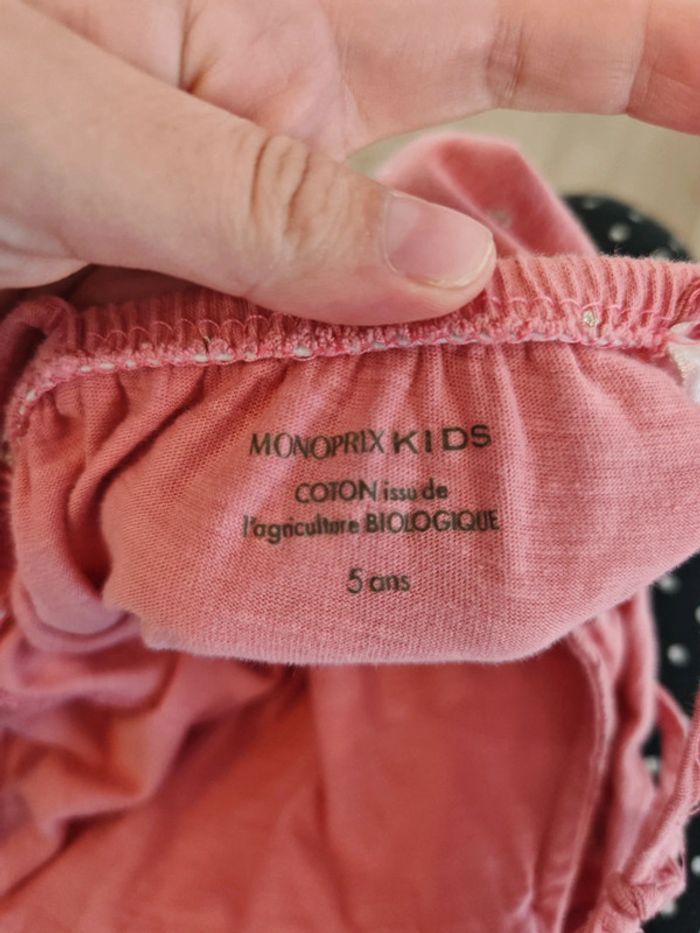 MONOPRIX KIDS
COTON issu de
l'agriculture BIOLOGIQUE
5 ans